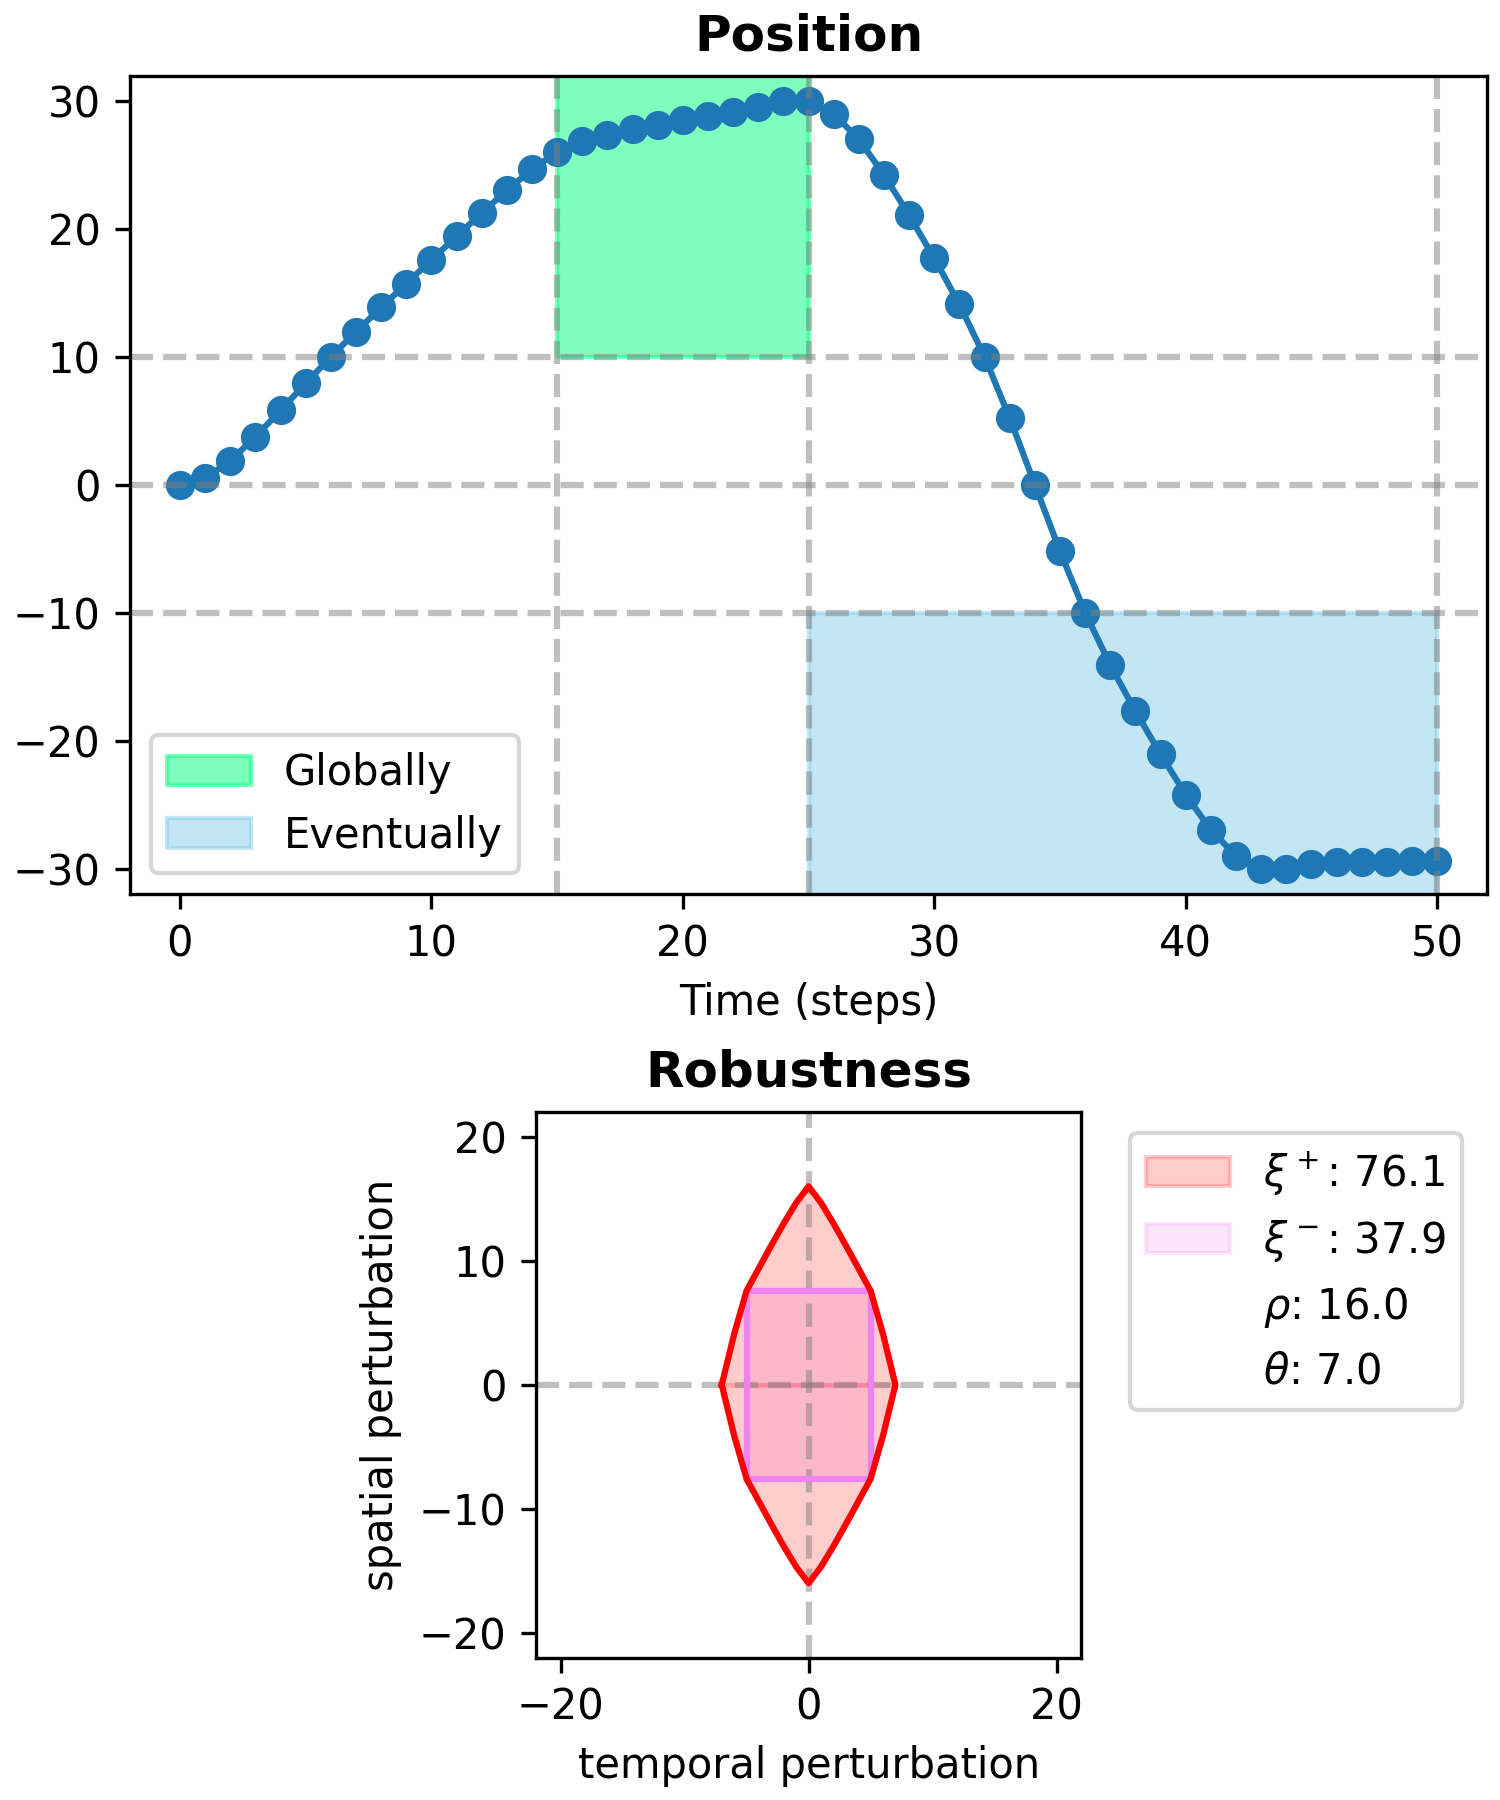 Position
30
20
10
0
−10
−20
−30
Globally
Eventually
0 10 20 30 40 50
Time (steps)
Robustness
spatial perturbation
20
10
0
−10
−20
−20 0 20
temporal perturbation
ξ⁺: 76.1
ξ⁻: 37.9
ρ: 16.0
θ: 7.0